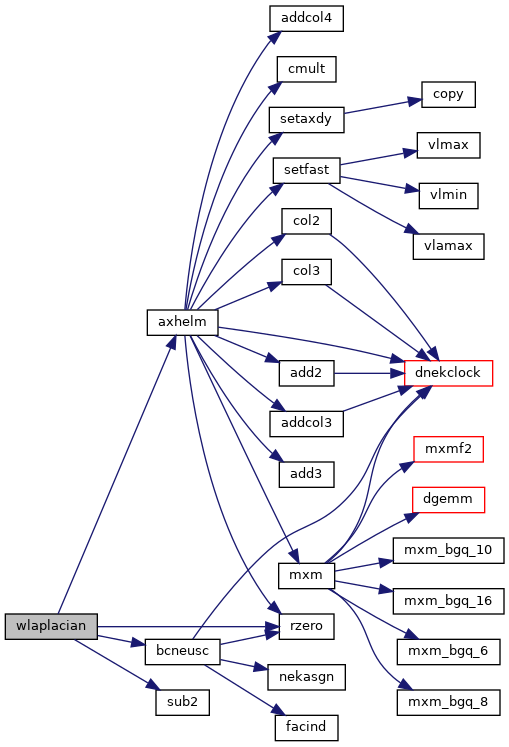 addcol4
cmult
copy
setaxdy
vlmax
setfast
vlmin
col2
vlamax
col3
axhelm
dnekclock
add2
addcol3
mxmf2
add3
dgemm
mxm_bgq_10
mxm
mxm_bgq_16
wlaplacian
rzero
bcneusc
mxm_bgq_6
nekasgn
sub2
mxm_bgq_8
facind